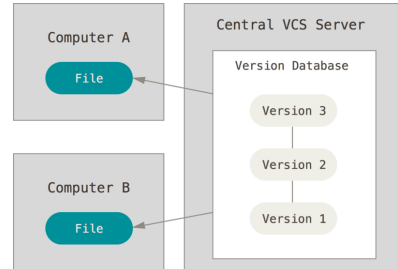 Computer A
File
Computer B
File
Central VCS Server
Version Database
Version 3
Version 2
Version 1